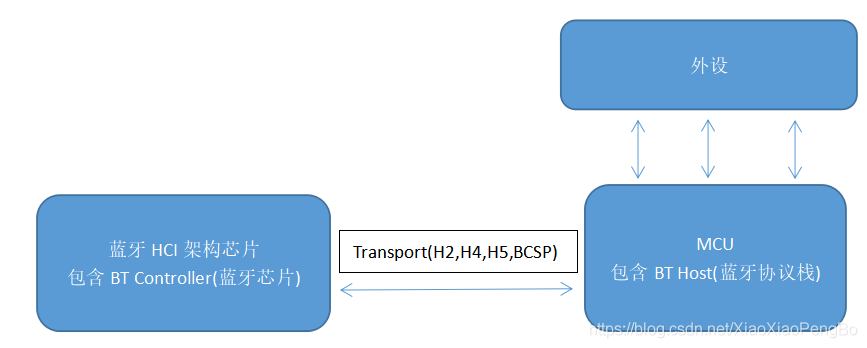 外设
蓝牙 HCI 架构芯片
包含 BT Controller(蓝牙芯片)
Transport(H2,H4,H5,BCSP)
MCU
包含 BT Host(蓝牙协议栈)
https://blog.csdn.net/XiaoXiaoPengBo